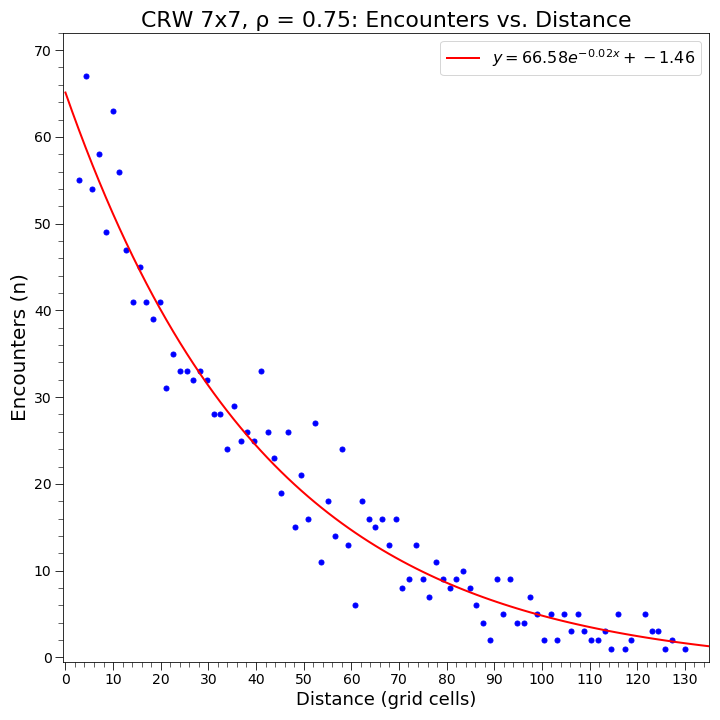 CRW 7x7, ρ = 0.75: Encounters vs. Distance
y = 66.58e^{-0.02x} + -1.46
Encounters (n)
70
60
50
40
30
20
10
0
0 10 20 30 40 50 60 70 80 90 100 110 120 130
Distance (grid cells)